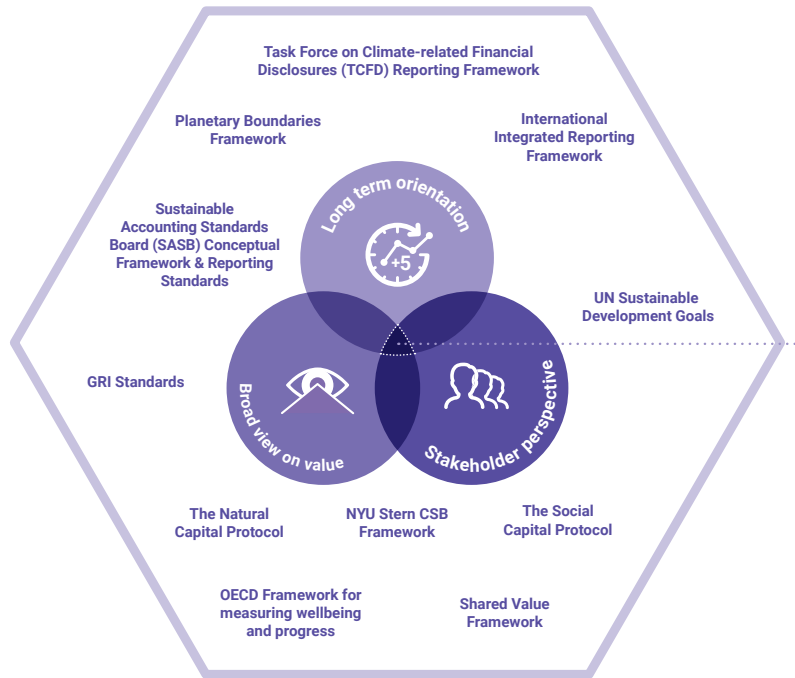 Task Force on Climate-related Financial
Disclosures (TCFD) Reporting Framework
Planetary Boundaries
Framework
International
Integrated Reporting
Framework
Sustainable
Accounting Standards
Board (SASB) Conceptual
Framework & Reporting
Standards
Long term orientation
+5
UN Sustainable
Development Goals
GRI Standards
Broad view on value
Stakeholder perspective
The Natural
Capital Protocol
NYU Stern CSB
Framework
The Social
Capital Protocol
OECD Framework for
measuring wellbeing
and progress
Shared Value
Framework